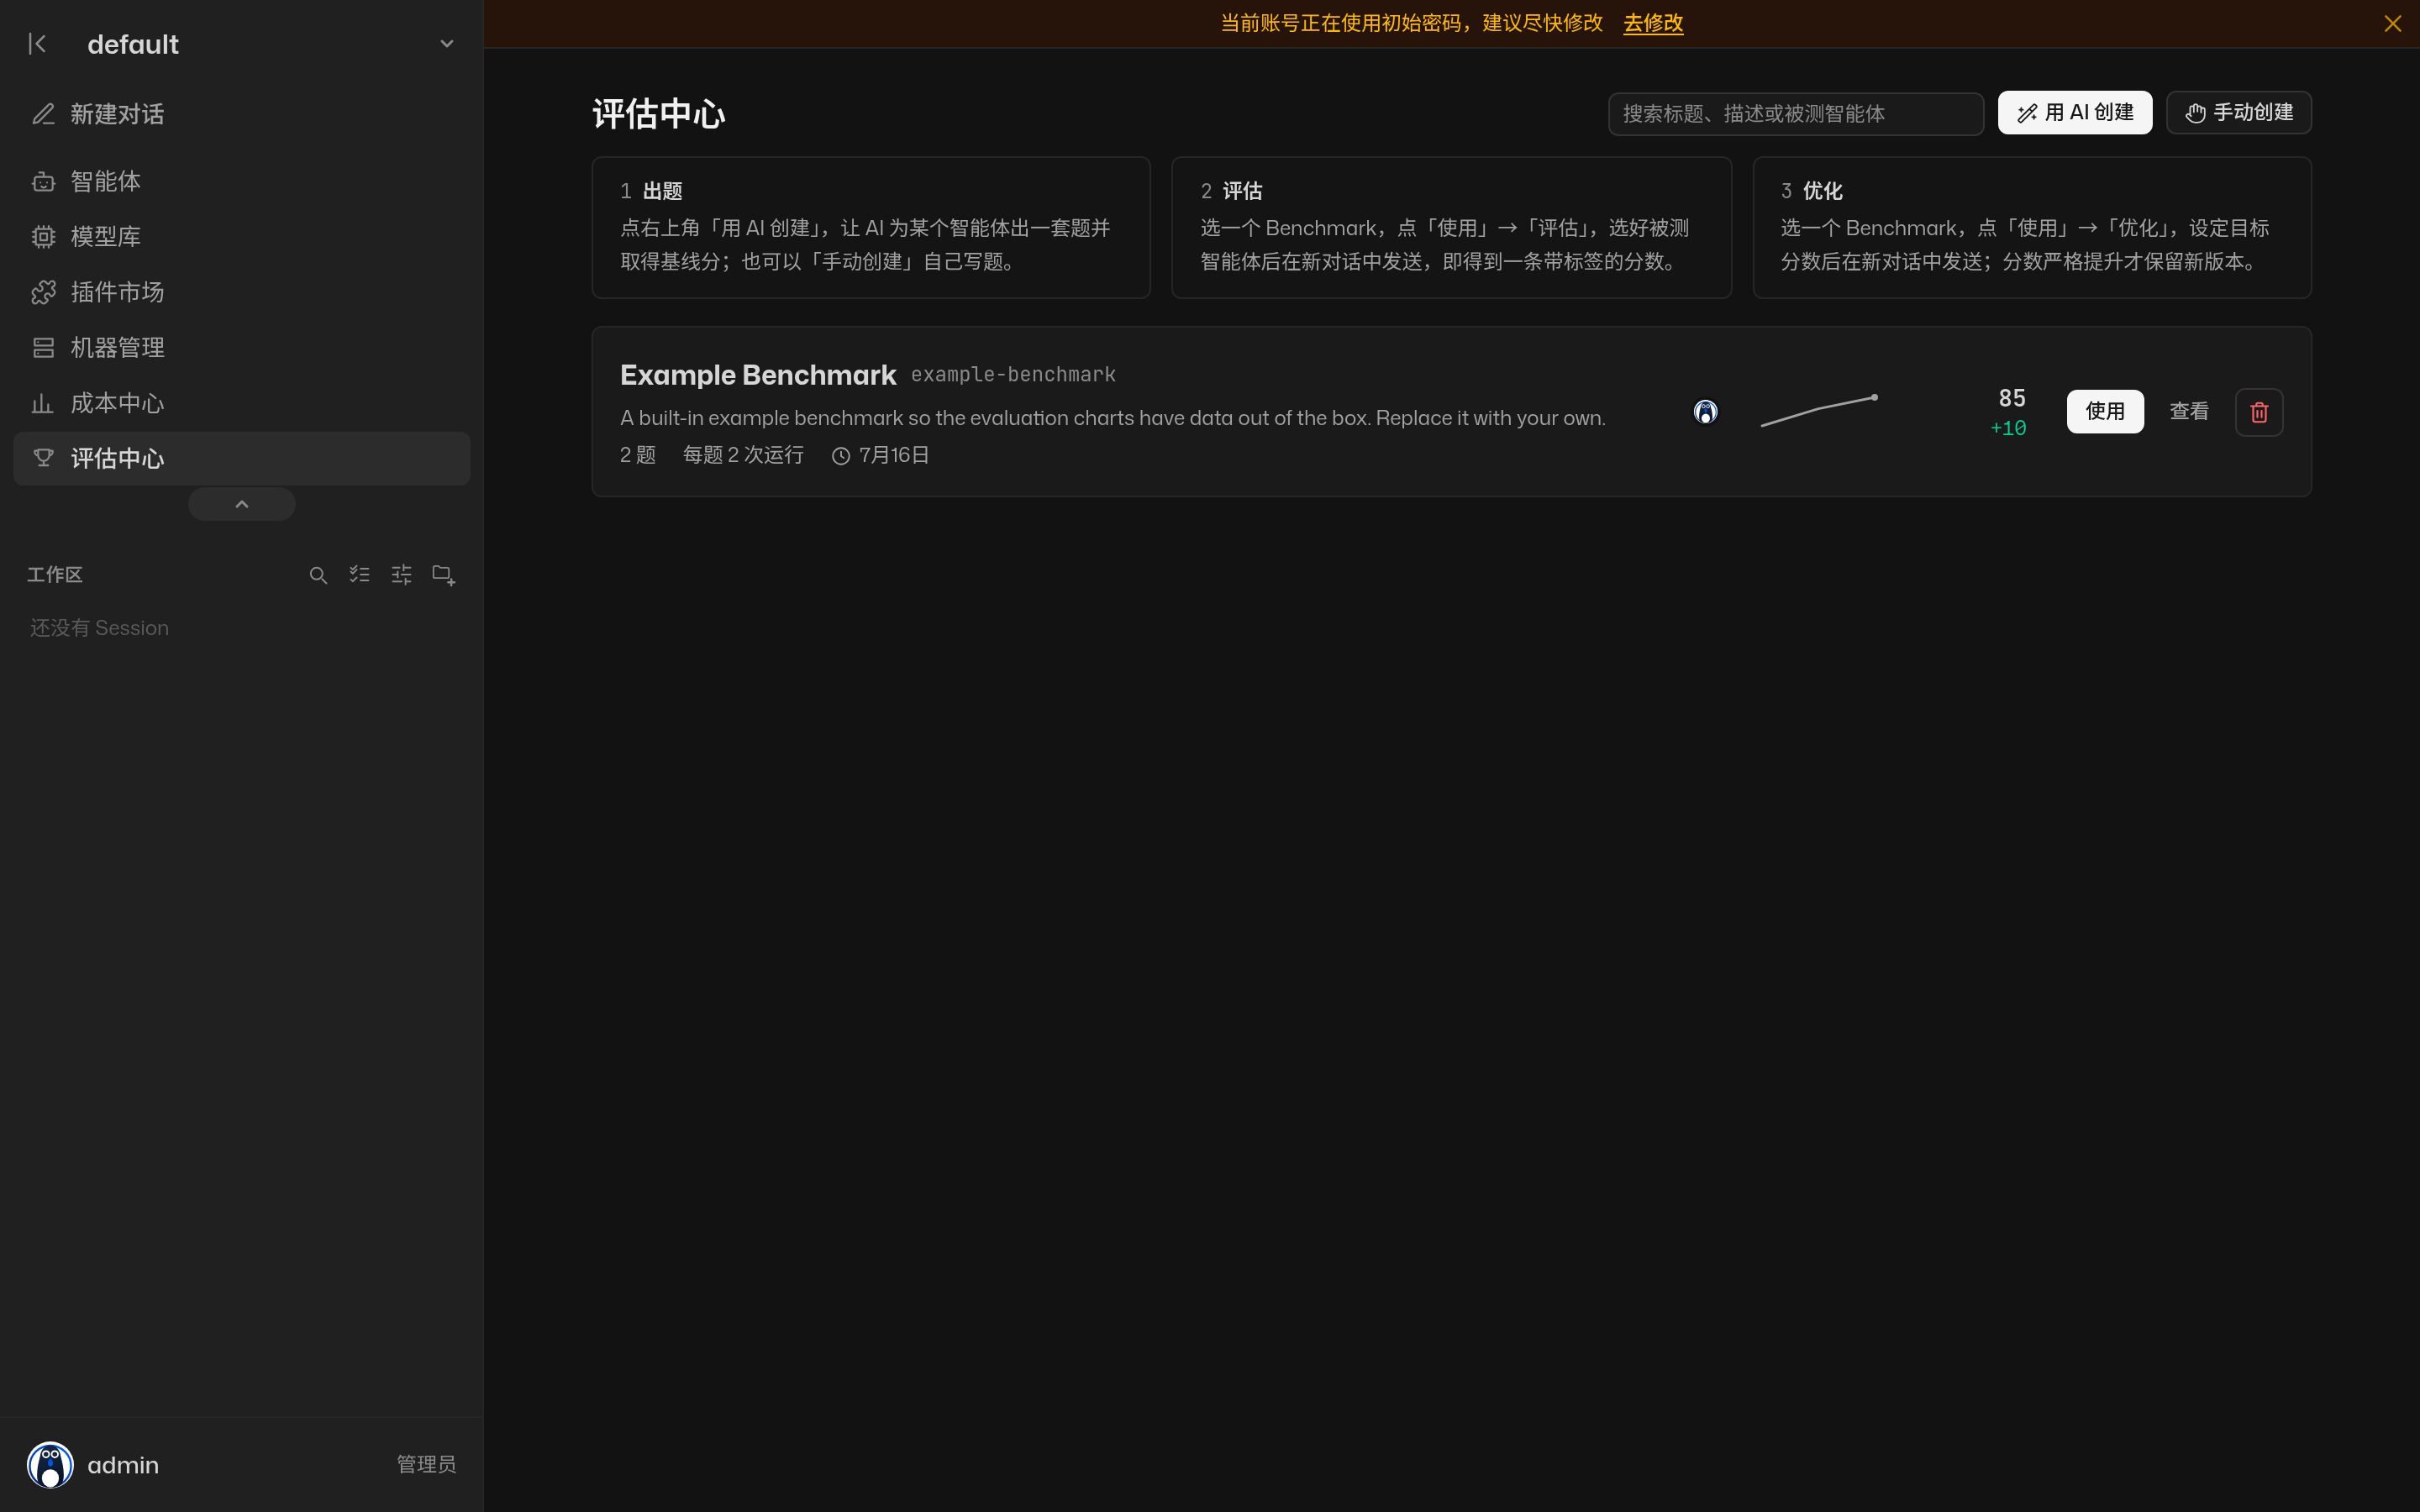 default
新建对话
智能体
模型库
插件市场
机器管理
成本中心
评估中心
工作区
还没有 Session
admin
管理员
当前账号正在使用初始密码，建议尽快修改 去修改
评估中心
搜索标题、描述或被测智能体
用 AI 创建
手动创建
1 出题
点右上角「用 AI 创建」，让 AI 为某个智能体出一套题并
取得基线分；也可以「手动创建」自己写题。
2 评估
选一个 Benchmark，点「使用」→「评估」，选好被测
智能体后在新对话中发送，即得到一条带标签的分数。
3 优化
选一个 Benchmark，点「使用」→「优化」，设定目标
分数后在新对话中发送；分数严格提升才保留新版本。
Example Benchmark example-benchmark
A built-in example benchmark so the evaluation charts have data out of the box. Replace it with your own.
2 题 每题 2 次运行 7月16日
85
+10
使用
查看